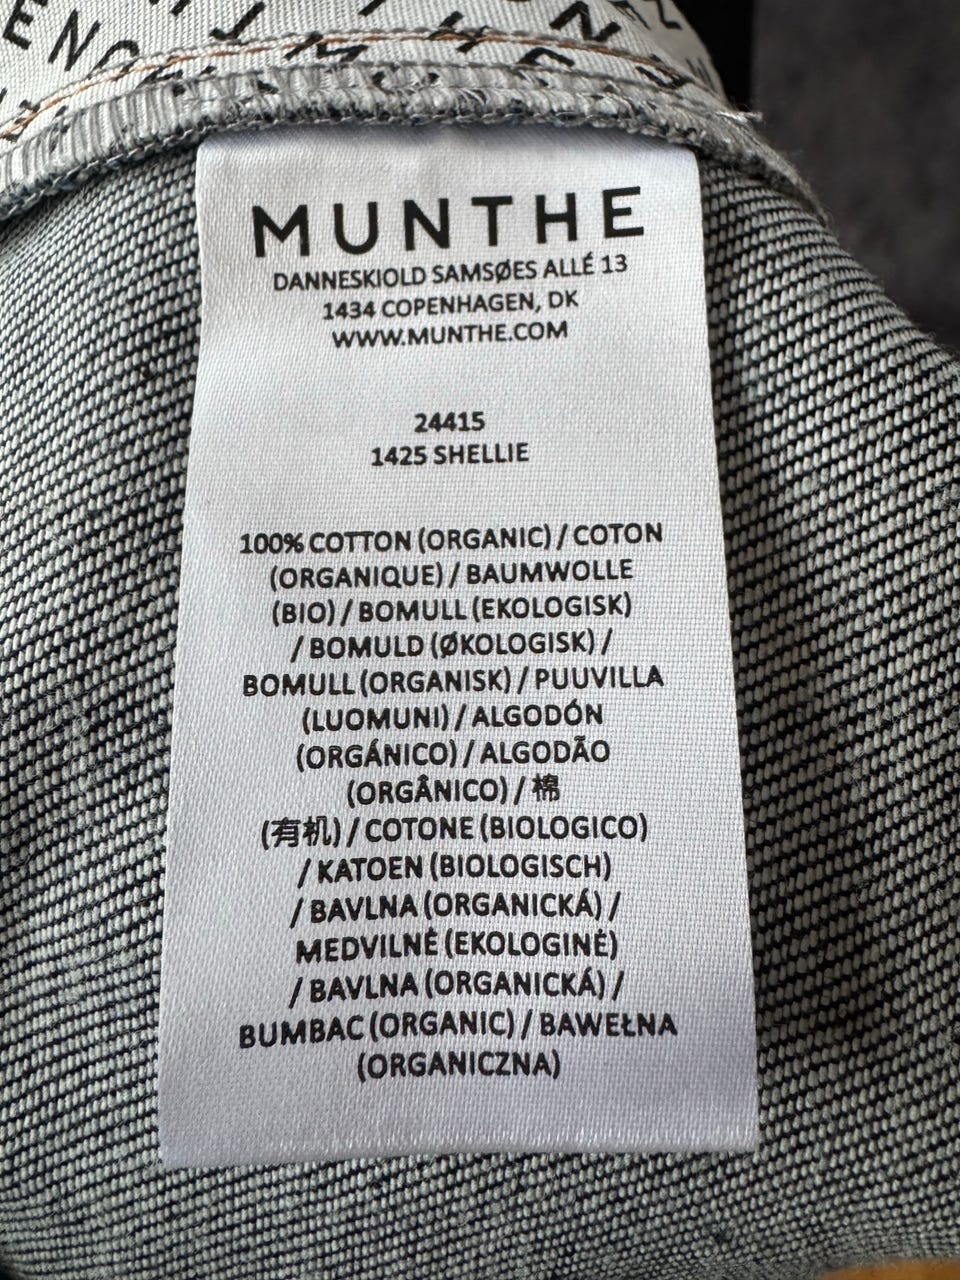 MUNTHE
DANNESKIOLD SAMSØES ALLÉ 13
1434 COPENHAGEN, DK
WWW.MUNTHE.COM
24415
1425 SHELLIE
100% COTTON (ORGANIC) / COTON
(ORGANIQUE) / BAUMWOLLE
(BIO) / BOMULL (EKOLOGISK)
/ BOMULD (ØKOLOGISK) /
BOMULL (ORGANISK) / PUUVILLA
(LUOMUNI) / ALGODÓN
(ORGÁNICO) / ALGODÃO
(ORGÂNICO) / 棉
(有机) / COTONE (BIOLOGICO)
/ KATOEN (BIOLOGISCH)
/ BAVLNA (ORGANICKÁ) /
MEDVILNĖ (EKOLOGINĖ)
/ BAVLNA (ORGANICKÁ) /
BUMBAC (ORGANIC) / BAWEŁNA
(ORGANICZNA)